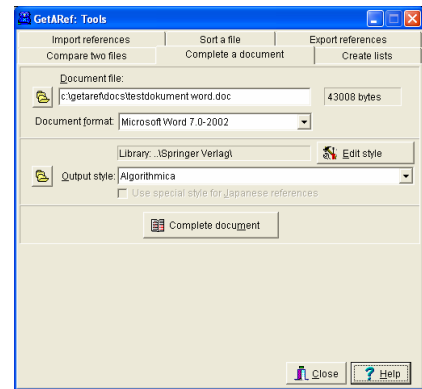 GetARef: Tools
Import references Sort a file Export references
Compare two files Complete a document Create lists
Document file:
c:\getaref\docs\testdokument word.doc 43008 bytes
Document format: Microsoft Word 7.0-2002
Library: ..\Springer Verlag\ Edit style
Output style: Algorithmica
Use special style for Japanese references
Complete document
Close ? Help